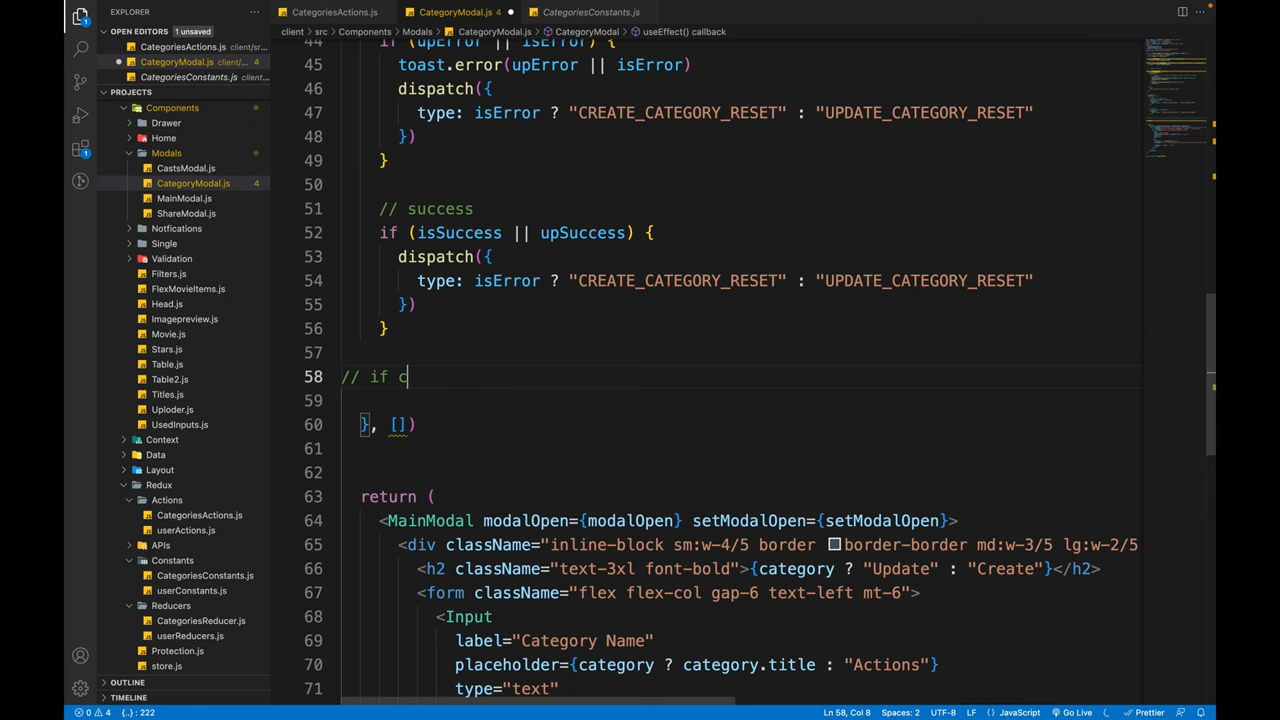 EXPLORER
OPEN EDITORS 1 unsaved
CategoriesActions.js client/sr...
CategoryModal.js client/... 4
CategoriesConstants.js client...
PROJECTS
Components
Drawer
Home
Modals
CastsModal.js
CategoryModal.js 4
MainModal.js
ShareModal.js
Notfications
Single
Validation
Filters.js
FlexMovieItems.js
Head.js
Imagepreview.js
Movie.js
Stars.js
Table.js
Table2.js
Titles.js
Uploder.js
UsedInputs.js
Context
Data
Layout
Redux
Actions
CategoriesActions.js
userActions.js
APIs
Constants
CategoriesConstants.js
userConstants.js
Reducers
CategoriesReducer.js
userReducers.js
Protection.js
store.js
OUTLINE
TIMELINE
CategoriesActions.js CategoryModal.js 4 CategoriesConstants.js
client > src > Components > Modals > CategoryModal.js > CategoryModal > useEffect() callback
44 if (upError || isError) {
45 toast.error(upError || isError)
46 dispatch({
47 type: isError ? "CREATE_CATEGORY_RESET" : "UPDATE_CATEGORY_RESET"
48 })
49 }
50
51 // success
52 if (isSuccess || upSuccess) {
53 dispatch({
54 type: isError ? "CREATE_CATEGORY_RESET" : "UPDATE_CATEGORY_RESET"
55 })
56 }
57
58 // if c
59
60 }, [])
61
62
63 return (
64 <MainModal modalOpen={modalOpen} setModalOpen={setModalOpen}>
65 <div className="inline-block sm:w-4/5 border border-border md:w-3/5 lg:w-2/5
66 <h2 className="text-3xl font-bold">{category ? "Update" : "Create"}</h2>
67 <form className="flex flex-col gap-6 text-left mt-6">
68 <Input
69 label="Category Name"
70 placeholder={category ? category.title : "Actions"}
71 type="text"
0 4 {..} : 222 Ln 58, Col 8 Spaces: 2 UTF-8 LF {} JavaScript Go Live Prettier